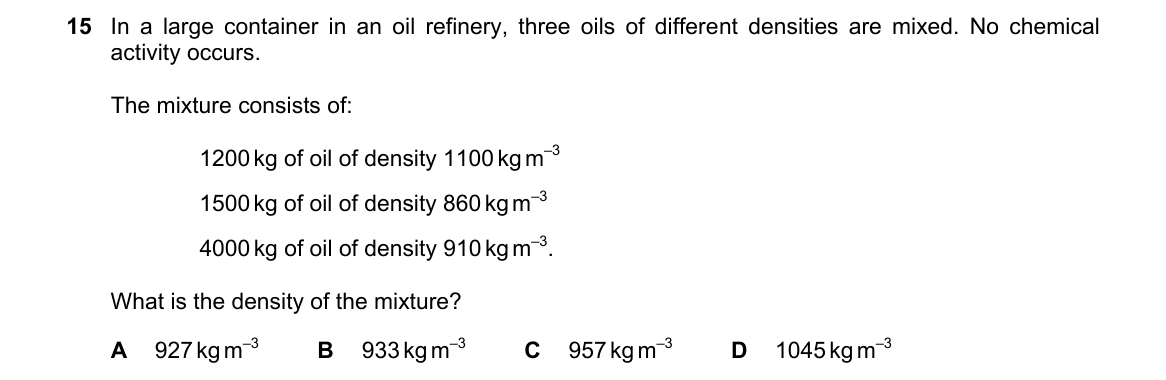 15 In a large container in an oil refinery, three oils of different densities are mixed. No chemical
activity occurs.
The mixture consists of:
1200 kg of oil of density 1100 kg m⁻³
1500 kg of oil of density 860 kg m⁻³
4000 kg of oil of density 910 kg m⁻³.
What is the density of the mixture?
A 927 kg m⁻³ B 933 kg m⁻³ C 957 kg m⁻³ D 1045 kg m⁻³